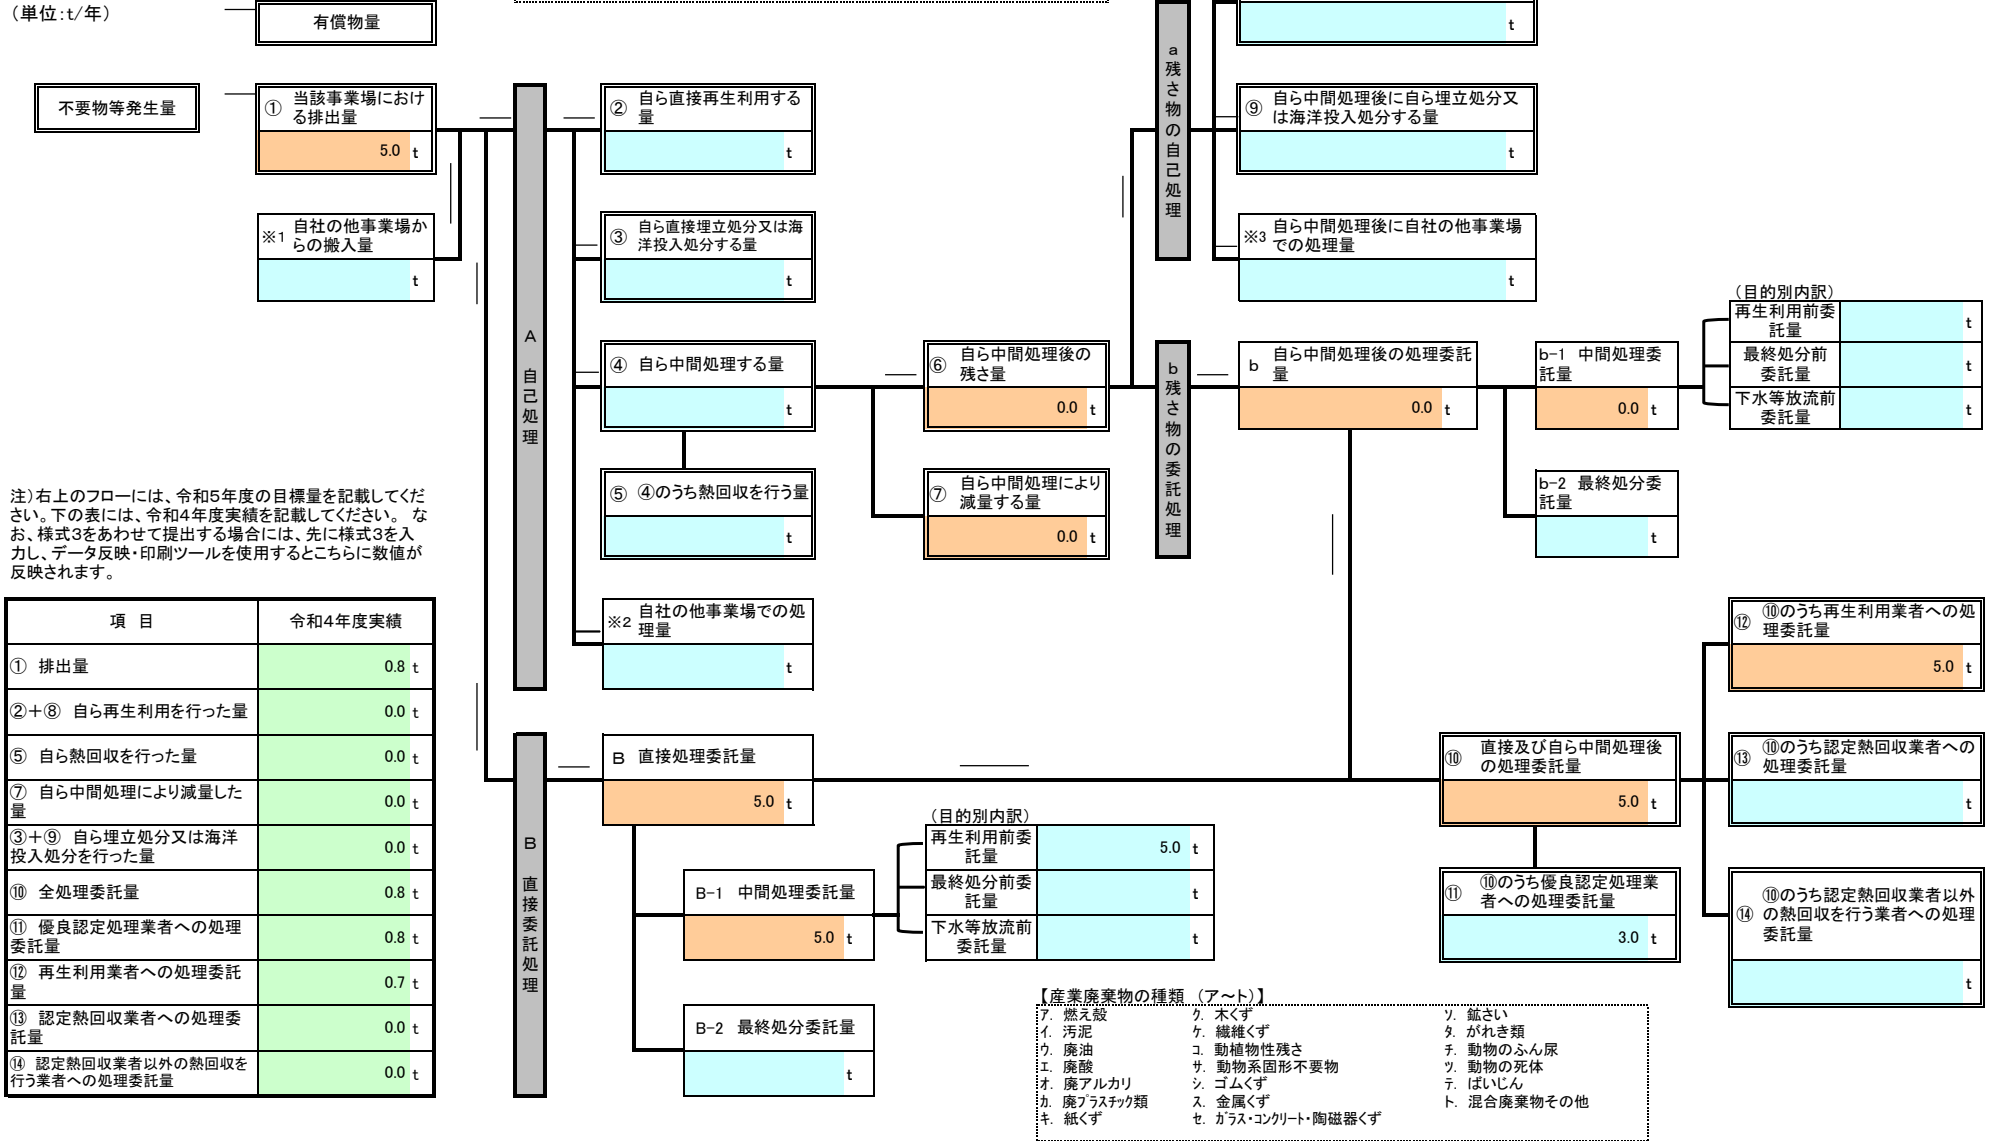 （単位：t/年）
有償物量
t
不要物等発生量
① 当該事業場におけ
る排出量
5.0 t
※1 自社の他事業場か
らの搬入量
t
A 自己処理
② 自ら直接再生利用する
量
t
③ 自ら直接埋立処分又は海
洋投入処分する量
t
④ 自ら中間処理する量
t
⑤ ④のうち熱回収を行う量
t
※2 自社の他事業場での処
理量
t
⑥ 自ら中間処理後の
残さ量
0.0 t
⑦ 自ら中間処理により
減量する量
0.0 t
a 残さ物の自己処理
⑨ 自ら中間処理後に自ら埋立処分又
は海洋投入処分する量
t
※3 自ら中間処理後に自社の他事業場
での処理量
t
b 残さ物の委託処理
b 自ら中間処理後の処理委託
量
0.0 t
b-1 中間処理委
託量
0.0 t
（目的別内訳）
再生利用前委
託量
t
最終処分前
委託量
t
下水等放流前
委託量
t
b-2 最終処分委
託量
t
注）右上のフローには、令和５年度の目標量を記載してくだ
さい。下の表には、令和４年度実績を記載してください。 な
お、様式３をあわせて提出する場合には、先に様式３を入
力し、データ反映・印刷ツールを使用するとこちらに数値が
反映されます。
項 目 令和４年度実績
① 排出量 0.8 t
②＋⑧ 自ら再生利用を行った量 0.0 t
⑤ 自ら熱回収を行った量 0.0 t
⑦ 自ら中間処理により減量した
量 0.0 t
③＋⑨ 自ら埋立処分又は海洋
投入処分を行った量 0.0 t
⑩ 全処理委託量 0.8 t
⑪ 優良認定処理業者への処理
委託量 0.8 t
⑫ 再生利用業者への処理委託
量 0.7 t
⑬ 認定熱回収業者への処理委
託量 0.0 t
⑭ 認定熱回収業者以外の熱回収を
行う業者への処理委託量 0.0 t
B 直接委託処理
B 直接処理委託量
5.0 t
B-1 中間処理委託量
5.0 t
（目的別内訳）
再生利用前委
託量
5.0 t
最終処分前委
託量
t
下水等放流前
委託量
t
B-2 最終処分委託量
t
⑩ 直接及び自ら中間処理後
の処理委託量
5.0 t
⑪ ⑩のうち優良認定処理業
者への処理委託量
3.0 t
⑫ ⑩のうち再生利用業者への処
理委託量
5.0 t
⑬ ⑩のうち認定熱回収業者への
処理委託量
t
⑭ ⑩のうち認定熱回収業者以外
の熱回収を行う業者への処理
委託量
t
【産業廃棄物の種類 （ア～ト）】
ア. 燃え殻 ク. 木くず ソ. 鉱さい
イ. 汚泥 ケ. 繊維くず タ. がれき類
ウ. 廃油 コ. 動植物性残さ チ. 動物のふん尿
エ. 廃酸 サ. 動物系固形不要物 ツ. 動物の死体
オ. 廃アルカリ シ. ゴムくず テ. ばいじん
カ. 廃プラスチック類 ス. 金属くず ト. 混合廃棄物その他
キ. 紙くず セ. ガラス・コンクリート・陶磁器くず